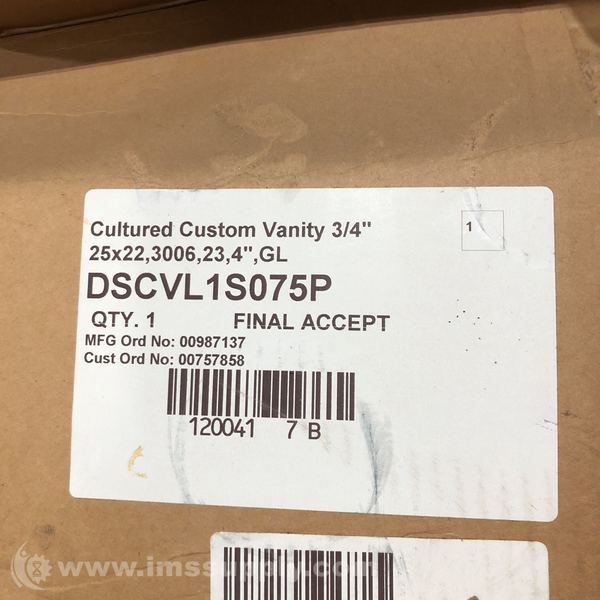 Cultured Custom Vanity 3/4"
1
25x22,3006,23,4",GL
DSCVL1S075P
QTY. 1 FINAL ACCEPT
MFG Ord No: 00987137
Cust Ord No: 00757858
120041 7 B
www.imssupply.com